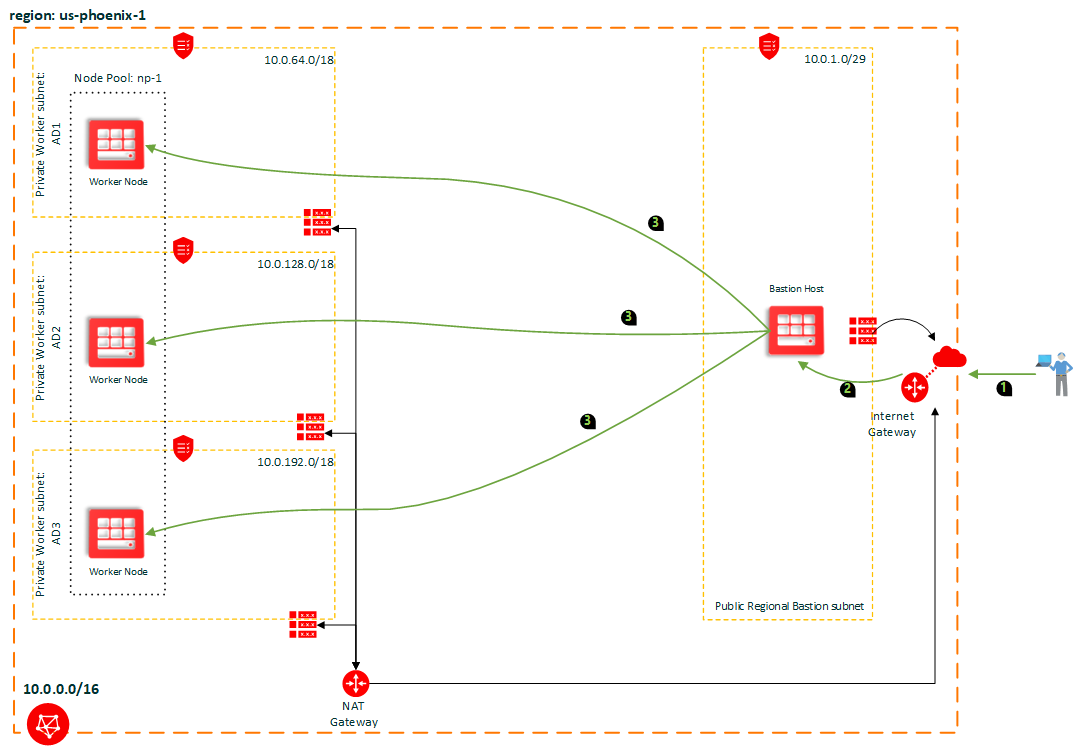 region: us-phoenix-1
10.0.64.0/18
10.0.1.0/29
Node Pool: np-1
Private Worker subnet:
AD1
Worker Node
3
10.0.128.0/18
Private Worker subnet:
AD2
Worker Node
3
Bastion Host
Internet
Gateway
2
1
3
10.0.192.0/18
Private Worker subnet:
AD3
Worker Node
Public Regional Bastion subnet
10.0.0.0/16
NAT
Gateway